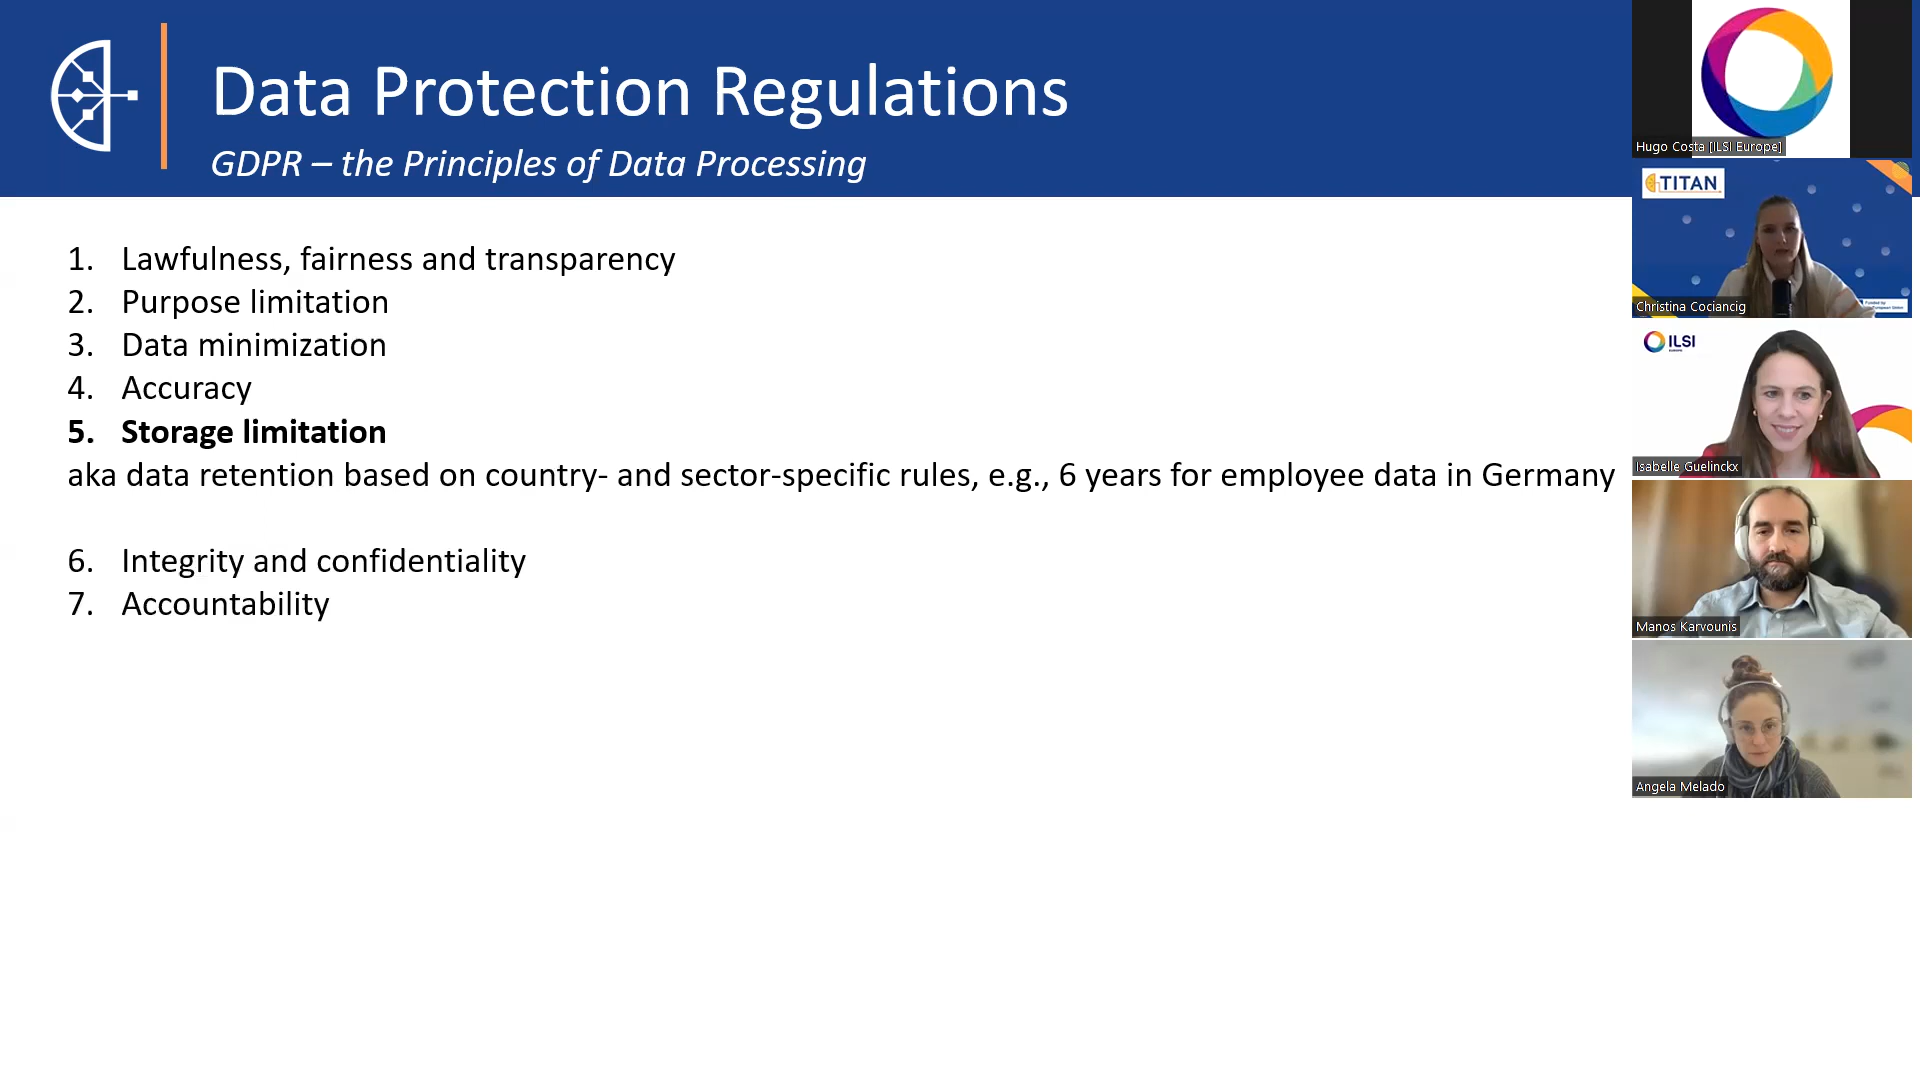 Data Protection Regulations
GDPR – the Principles of Data Processing
1. Lawfulness, fairness and transparency
2. Purpose limitation
3. Data minimization
4. Accuracy
5. Storage limitation
aka data retention based on country- and sector-specific rules, e.g., 6 years for employee data in Germany
6. Integrity and confidentiality
7. Accountability
Hugo Costa [ILSI Europe]
TITAN
Funded by
Christina Cociancig
ILSI
EUROPE
Isabelle Guelinckx
Manos Karvounis
Angela Melado